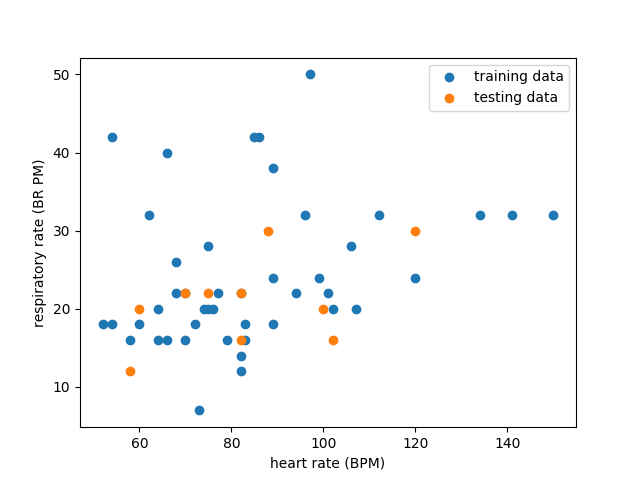 training data
testing data
50
40
30
20
10
respiratory rate (BR PM)
60 80 100 120 140
heart rate (BPM)